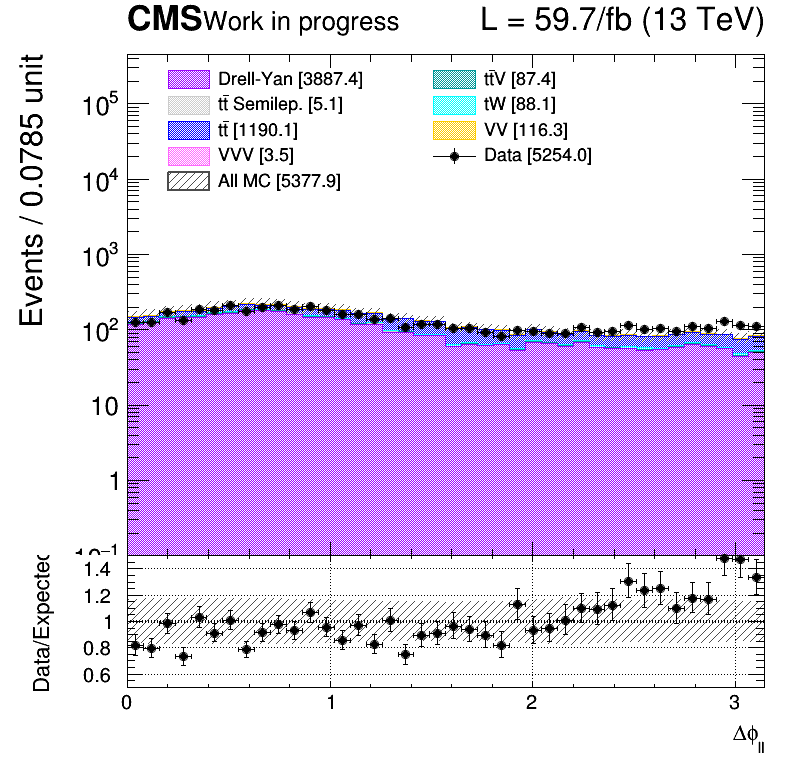 CMS Work in progress L = 59.7/fb (13 TeV)
Drell-Yan [3887.4]
tt̄V [87.4]
tt̄ Semilep. [5.1]
tW [88.1]
tt̄ [1190.1]
VV [116.3]
VVV [3.5]
Data [5254.0]
All MC [5377.9]
Events / 0.0785 unit
10⁵
10⁴
10³
10²
10
1
10⁻¹
Data/Expected
1.4
1.2
1
0.8
0.6
0 1 2 3
Δϕ_ll